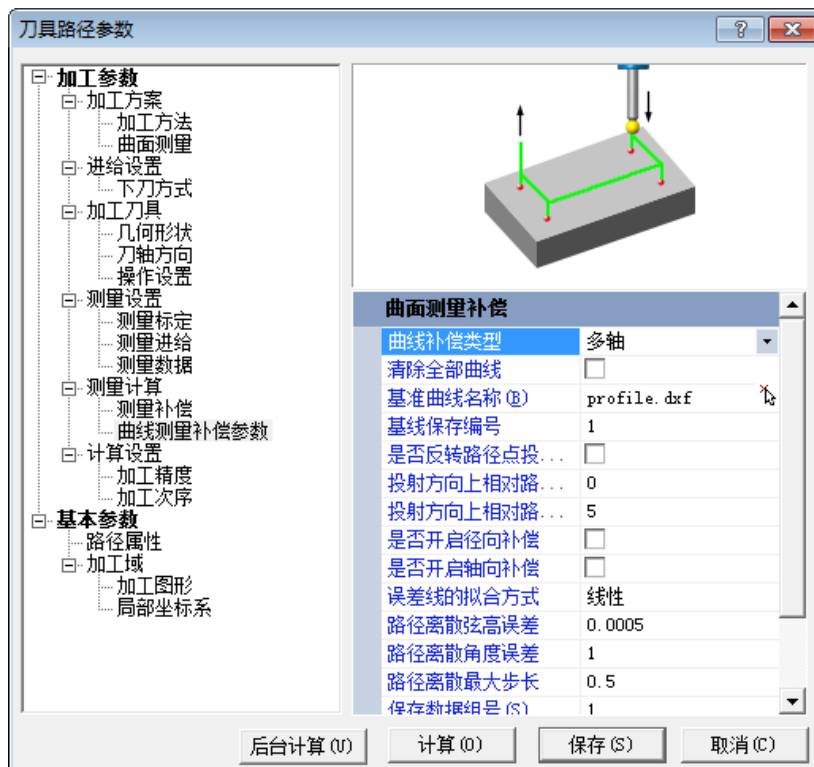 刀具路径参数
加工参数
加工方案
加工方法
曲面测量
进给设置
下刀方式
加工刀具
几何形状
刀轴方向
操作设置
测量设置
测量标定
测量进给
测量数据
测量计算
测量补偿
曲线测量补偿参数
计算设置
加工精度
加工次序
基本参数
路径属性
加工域
加工图形
局部坐标系
曲面测量补偿
曲线补偿类型 多轴
清除全部曲线
基准曲线名称(B) profile.dxf
基线保存编号 1
是否反转路径点投...
投射方向上相对路... 0
投射方向上相对路... 5
是否开启径向补偿
是否开启轴向补偿
误差线的拟合方式 线性
路径离散弦高误差 0.0005
路径离散角度误差 1
路径离散最大步长 0.5
保存数据组号(S) 1
后台计算(U) 计算(O) 保存(S) 取消(C)